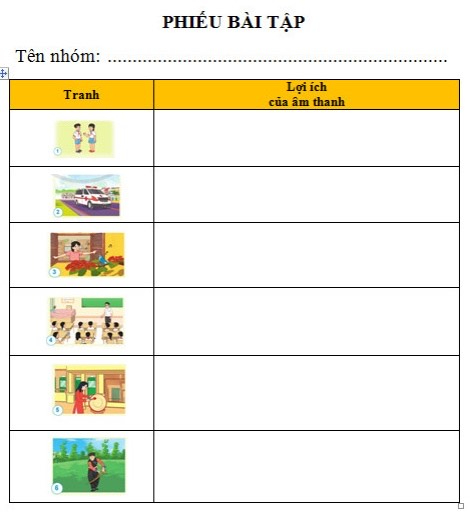 PHIẾU BÀI TẬP
Tên nhóm: ....................................................................
Tranh
Lợi ích
của âm thanh
1
2
3
4
5
6